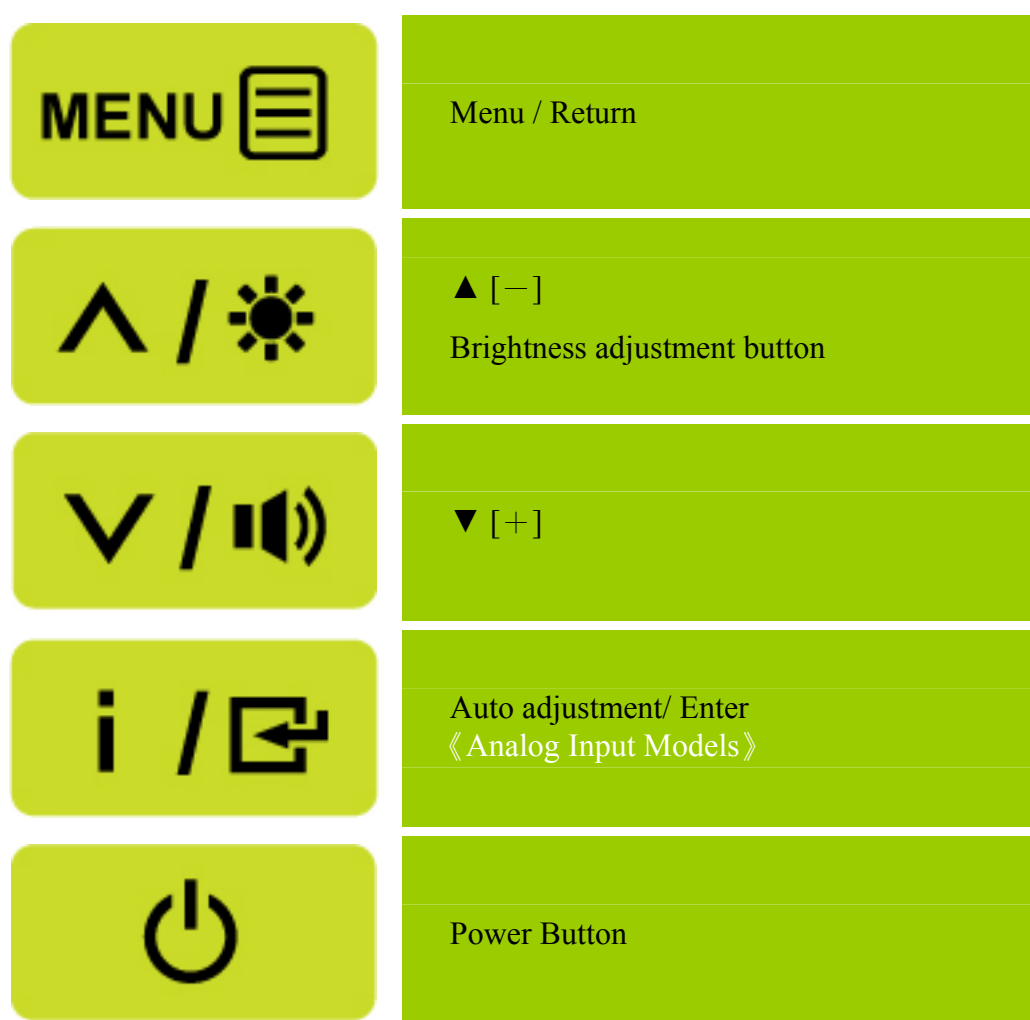 MENU
Menu / Return
/
▲ [－]
Brightness adjustment button
/
▼ [＋]
i /
Auto adjustment/ Enter
《Analog Input Models》
Power Button